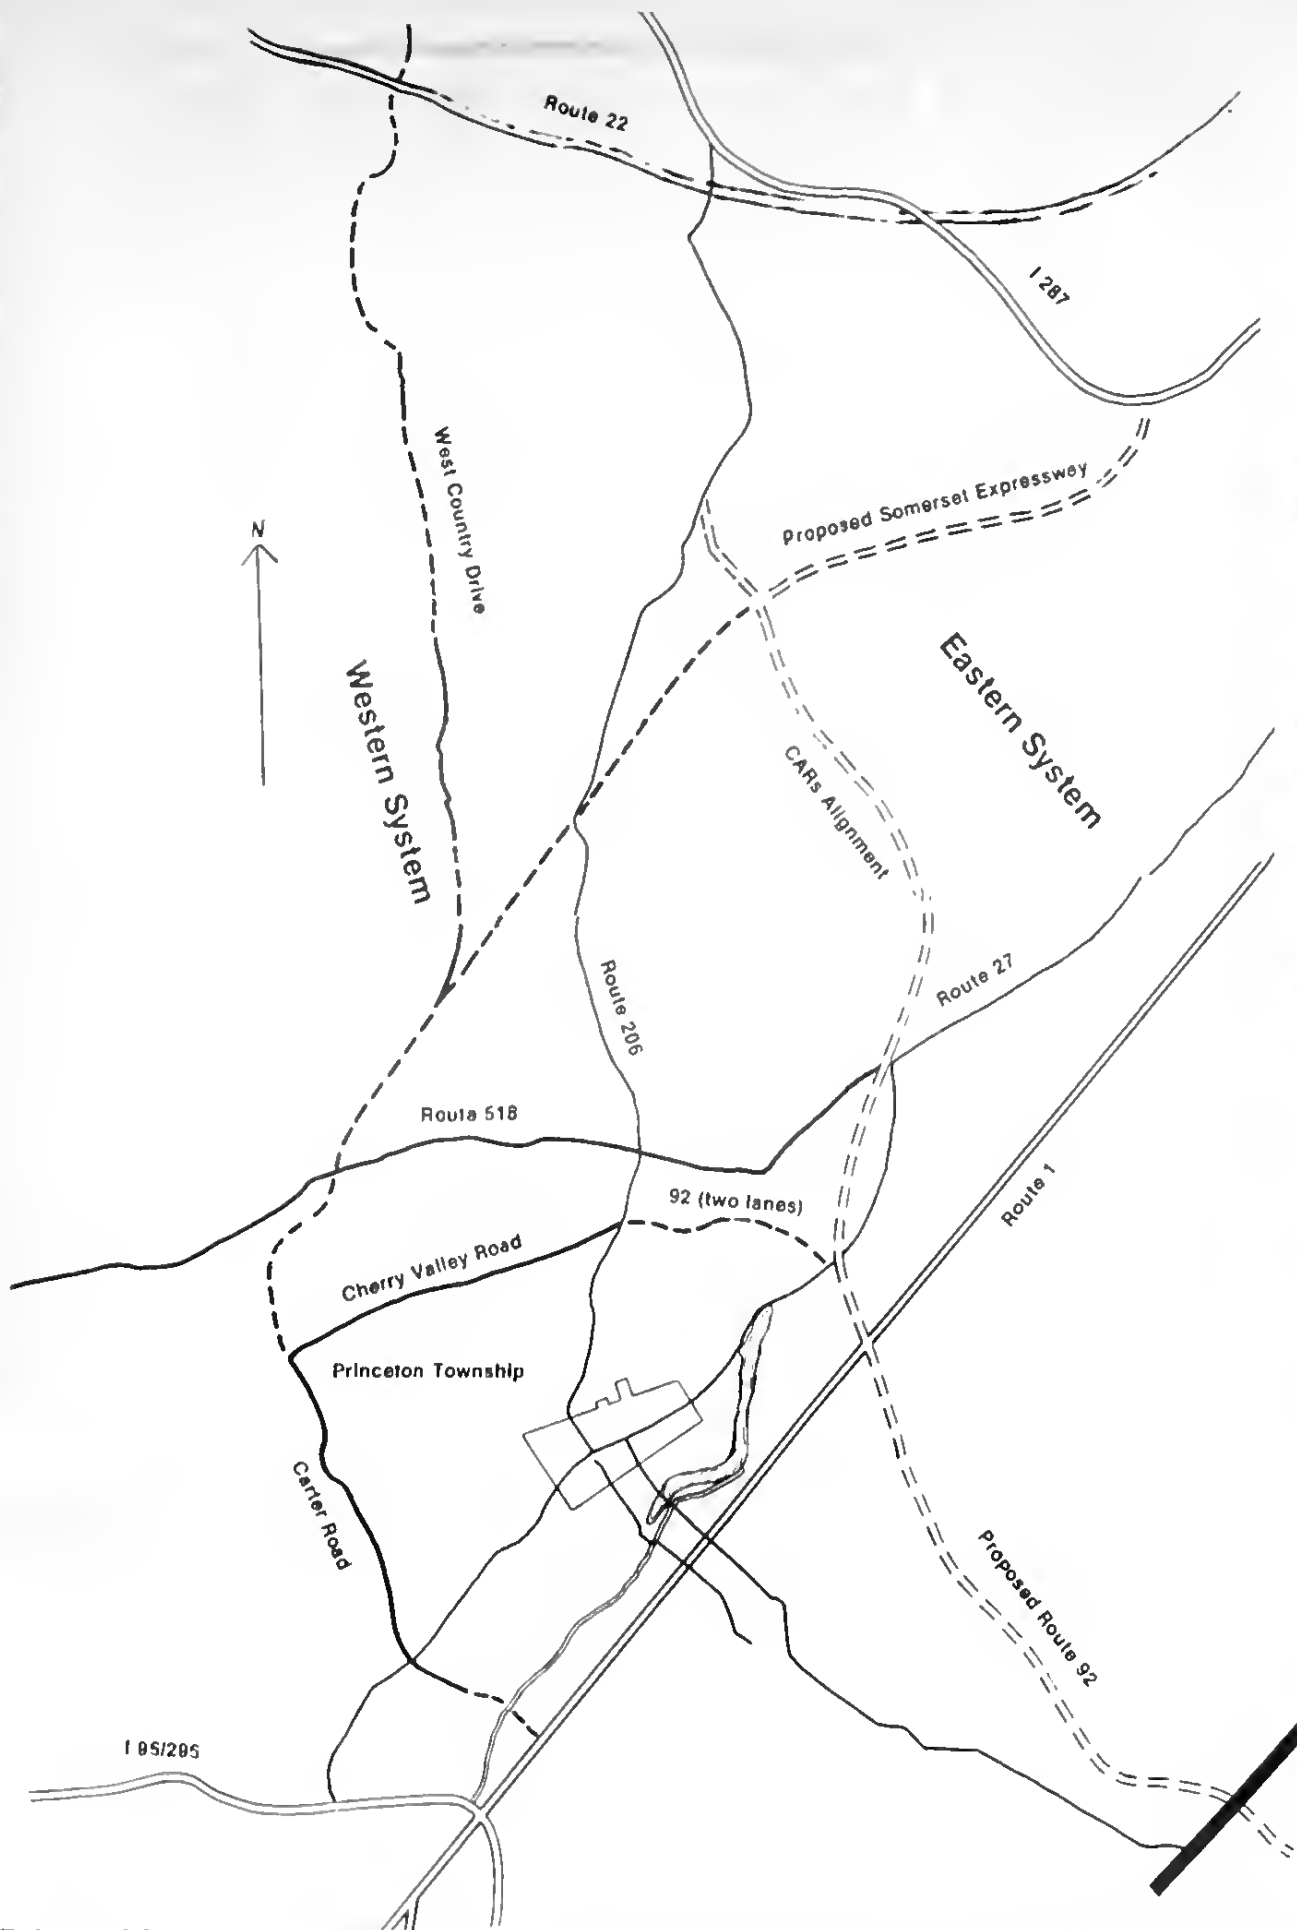 Route 22
I 287
West Country Drive
Proposed Somerset Expressway
N
Eastern System
Western System
CARs Alignment
Route 27
Route 206
Route 518
Route 1
92 (two lanes)
Cherry Valley Road
Princeton Township
Carter Road
Proposed Route 92
I 95/295